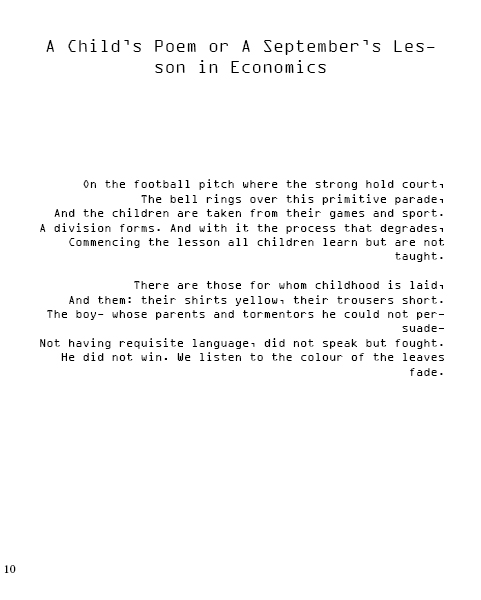 A Child's Poem or A September's Les-
son in Economics
On the football pitch where the strong hold court,
The bell rings over this primitive parade,
And the children are taken from their games and sport.
A division forms. And with it the process that degrades,
Commencing the lesson all children learn but are not
taught.
There are those for whom childhood is laid,
And them: their shirts yellow, their trousers short.
The boy- whose parents and tormentors he could not per-
suade-
Not having requisite language, did not speak but fought.
He did not win. We listen to the colour of the leaves
fade.
10